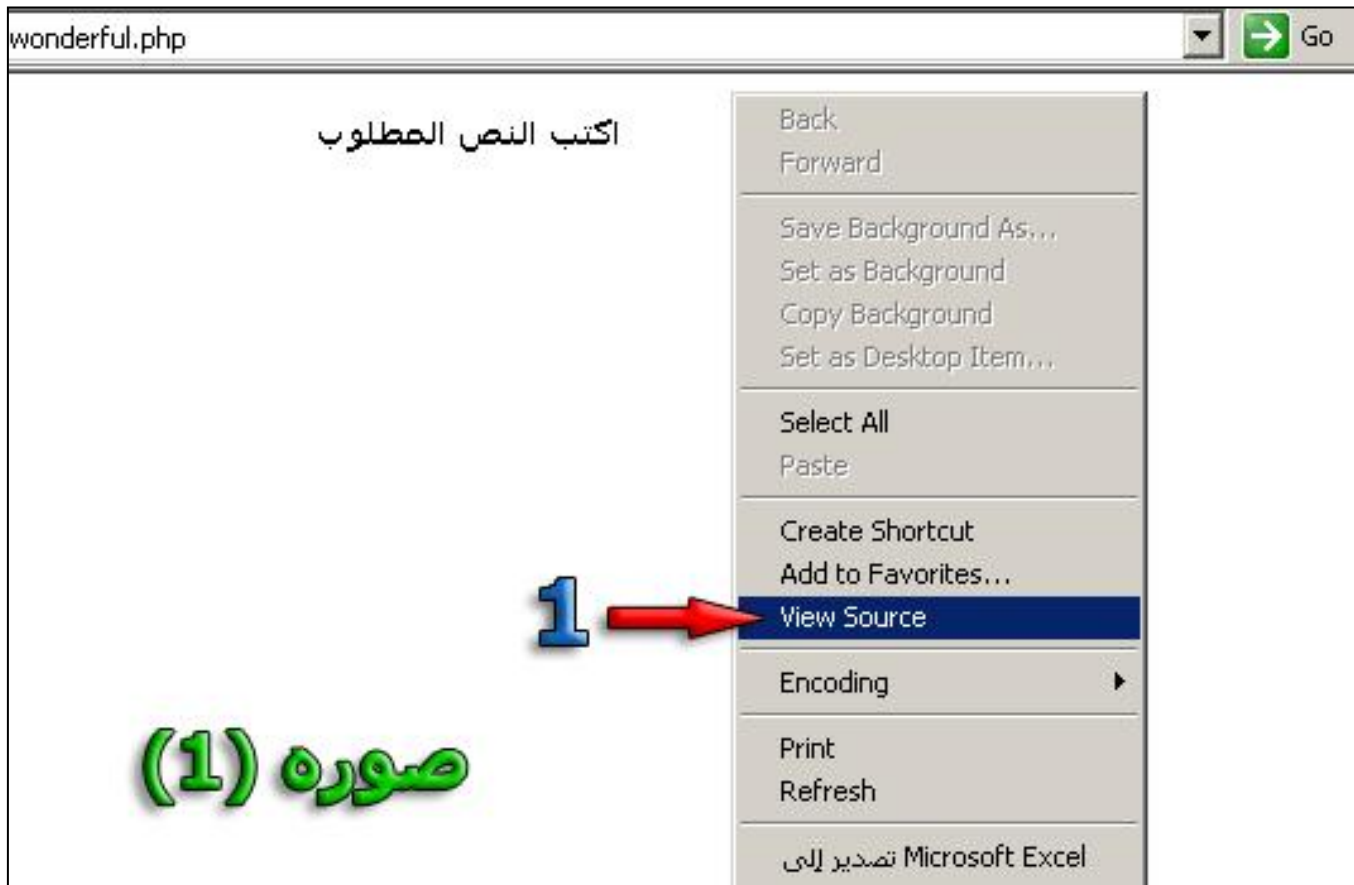 wonderful.php
Go
اكتب النص المطلوب
Back
Forward
Save Background As...
Set as Background
Copy Background
Set as Desktop Item...
Select All
Paste
Create Shortcut
Add to Favorites...
1
View Source
Encoding
صوره (1)
Print
Refresh
تصدير إلى Microsoft Excel